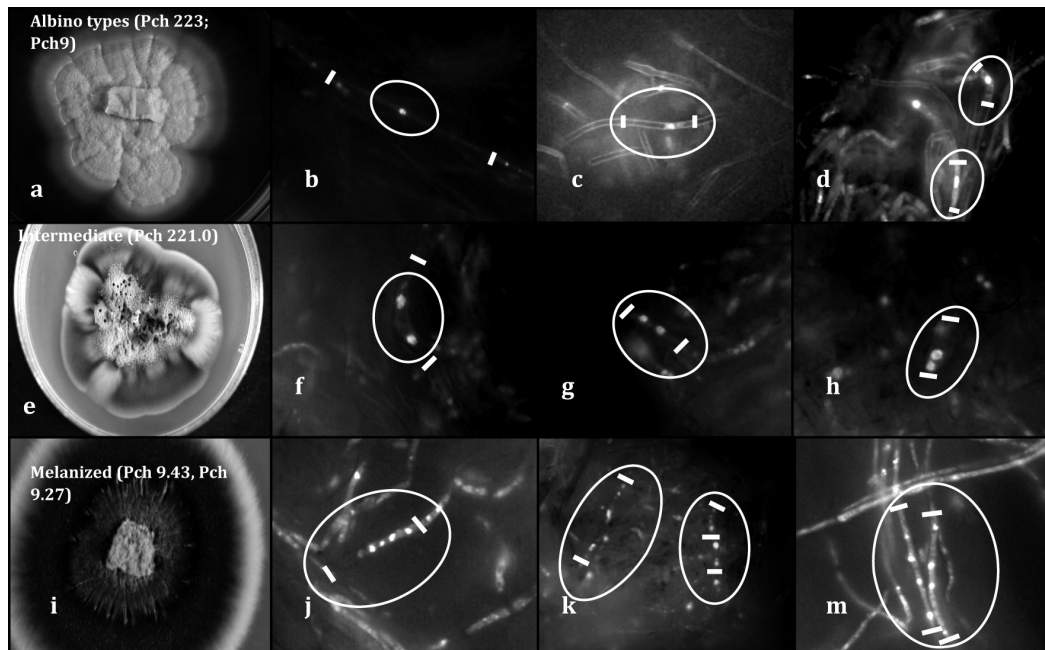 Albino types (Pch 223;
Pch9)
a
b
c
d
Intermediate (Pch 221.0)
e
f
g
h
Melanized (Pch 9.43, Pch
9.27)
i
j
k
m